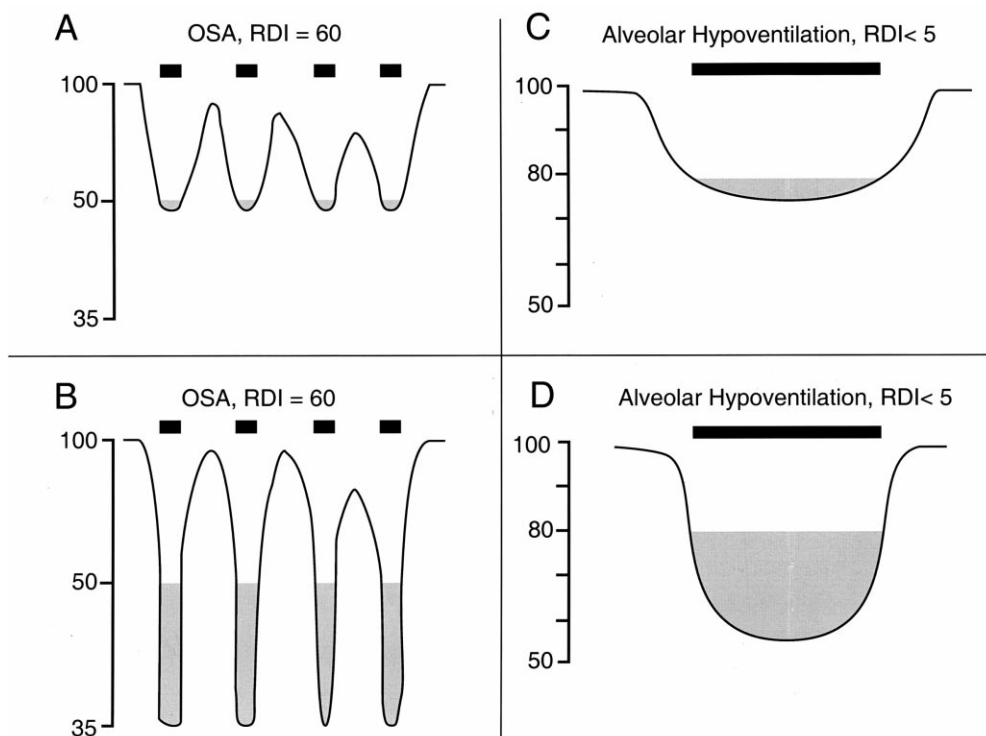 A
OSA, RDI = 60
100
50
35
C
Alveolar Hypoventilation, RDI< 5
100
80
50
B
OSA, RDI = 60
100
50
35
D
Alveolar Hypoventilation, RDI< 5
100
80
50